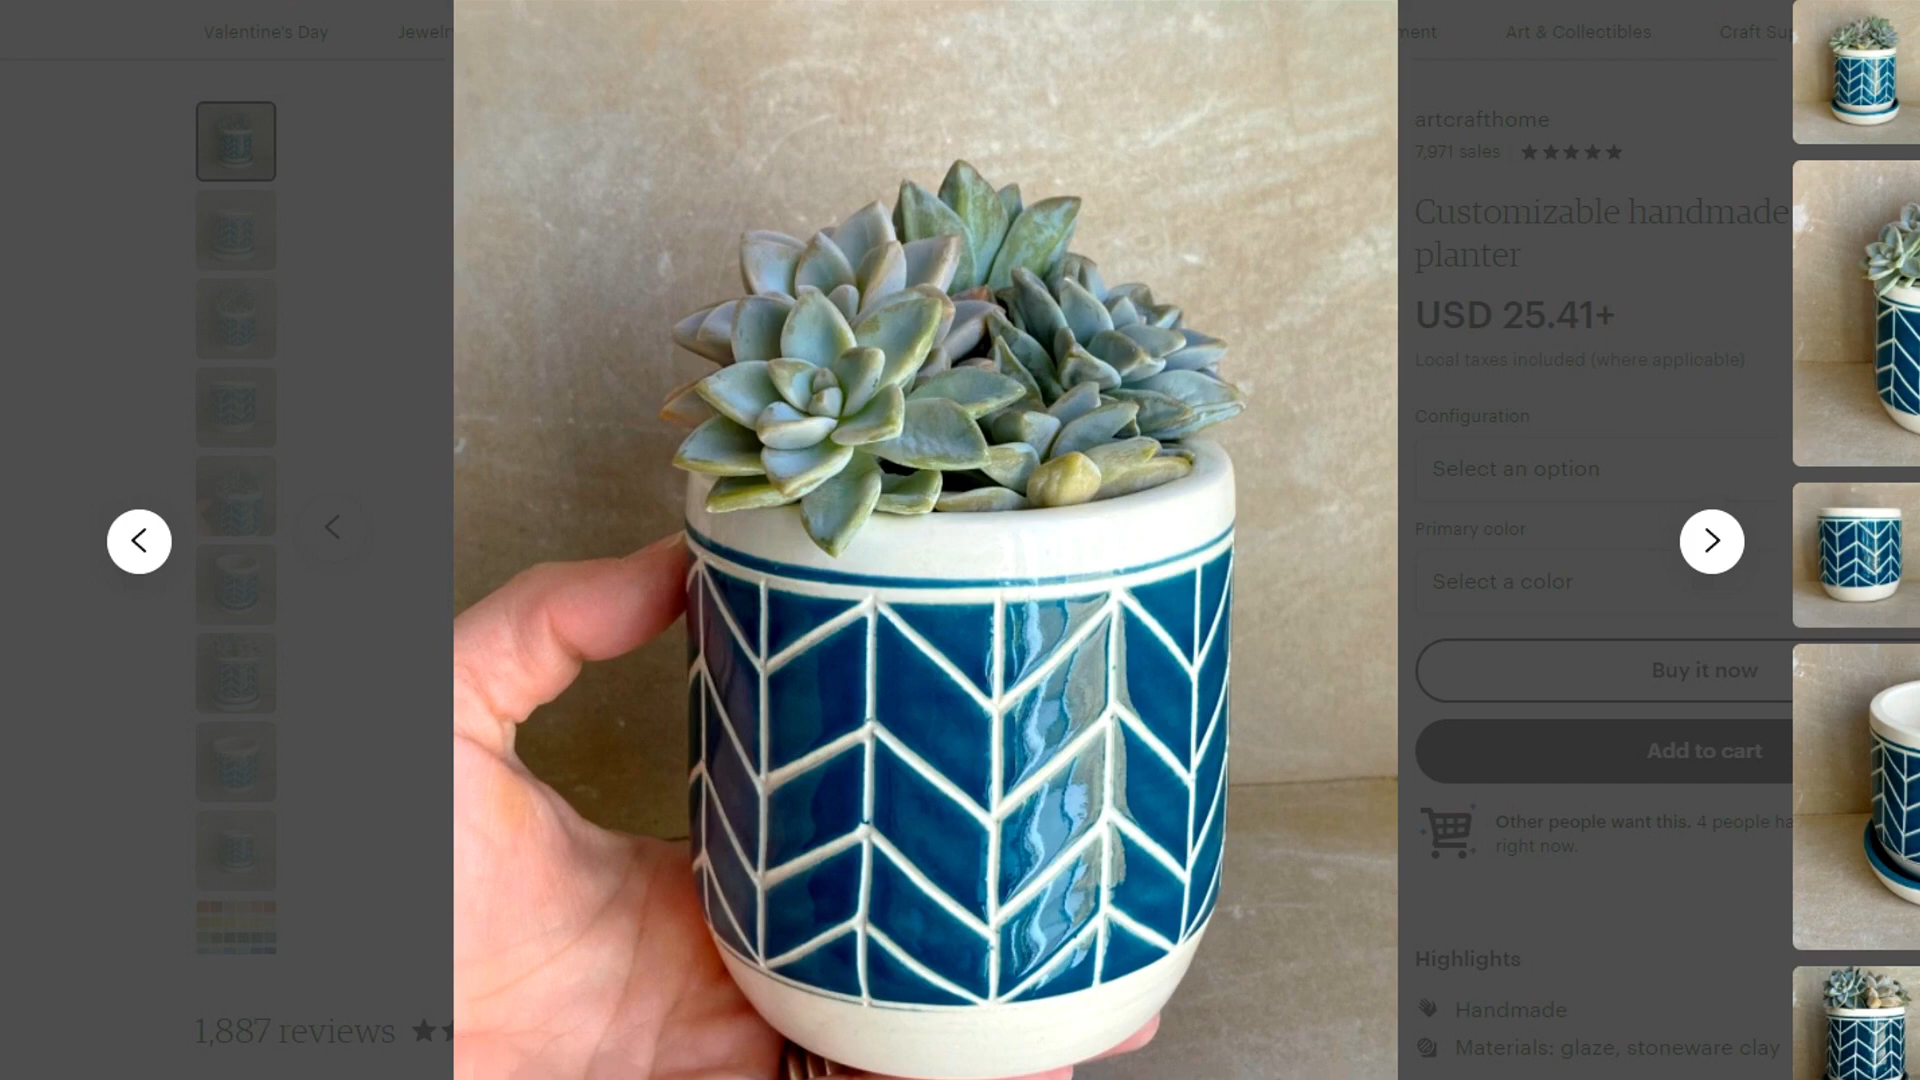 Valentine's Day
Art & Collectibles
artcrafthome
7,971 sales
Customizable handmade
planter
USD 25.41+
Local taxes included (where applicable)
Configuration
Select an option
Primary color
Select a color
Buy it now
Add to cart
Other people want this. 4 people ha
right now.
Highlights
Handmade
Materials: glaze, stoneware clay
1,887 reviews